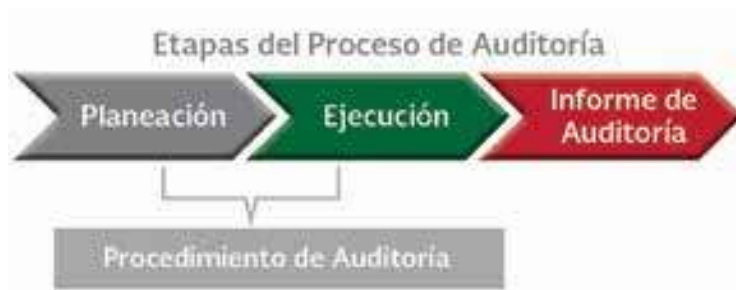 Etapas del Proceso de Auditoría
Planeación
Ejecución
Informe de
Auditoría
Procedimiento de Auditoría